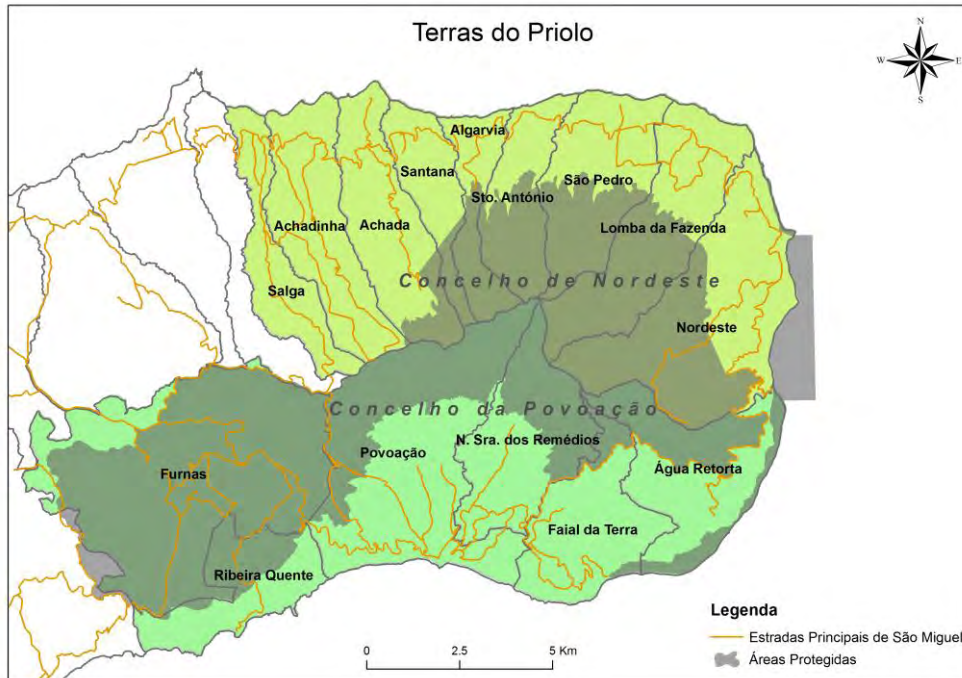 Terras do Priolo
N
W
E
S
Algarvia
Santana
São Pedro
Sto. António
Achadinha
Achada
Lomba da Fazenda
Concelho de Nordeste
Salga
Nordeste
Concelho da Povoação
N. Sra. dos Remédios
Povoação
Água Retorta
Furnas
Faial da Terra
Ribeira Quente
Legenda
Estradas Principais de São Miguel
Áreas Protegidas
0 2.5 5 Km